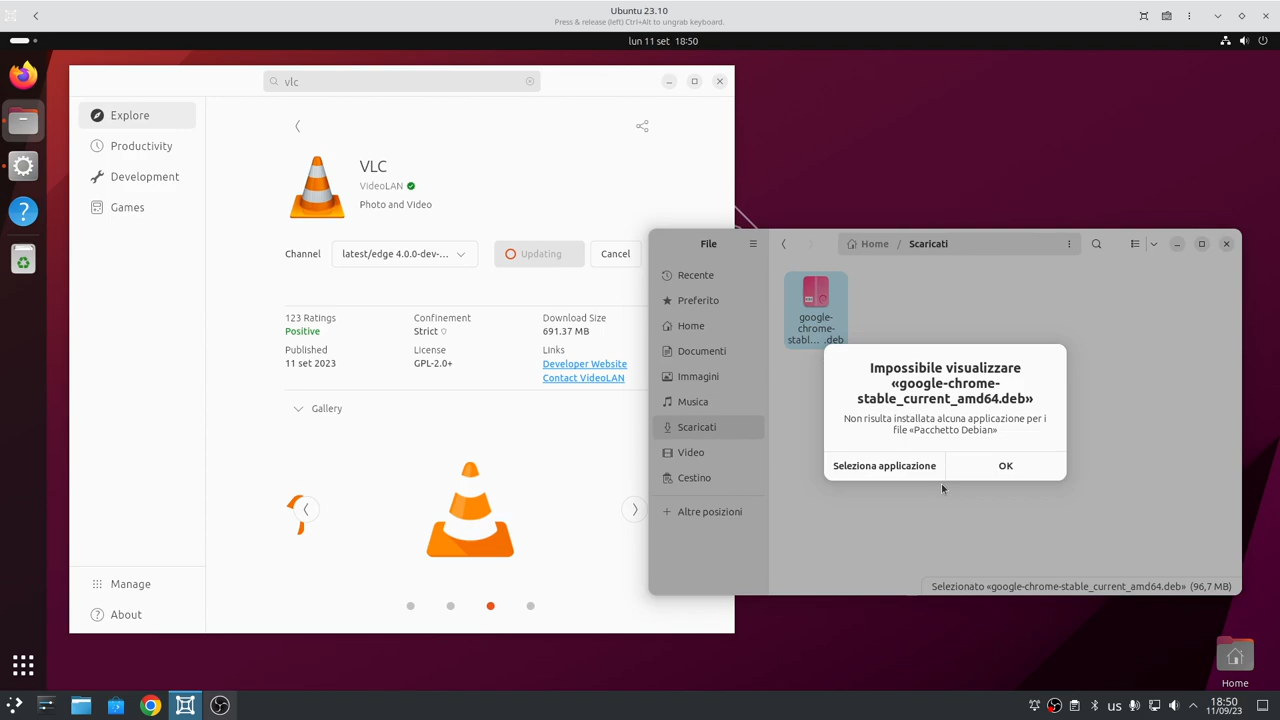 Ubuntu 23.10
Press & release (left) Ctrl+Alt to ungrab keyboard.
lun 11 set 18:50
vlc
Explore
Productivity
Development
Games
Manage
About
VLC
VideoLAN
Photo and Video
Channel
latest/edge 4.0.0-dev-...
Updating
Cancel
123 Ratings
Positive
Confinement
Strict
Download Size
691.37 MB
Published
11 set 2023
License
GPL-2.0+
Links
Developer Website
Contact VideoLAN
Gallery
File
Home / Scaricati
Recente
Preferito
Home
Documenti
Immagini
Musica
Scaricati
Video
Cestino
Altre posizioni
google-
chrome-
stabl... .deb
Impossibile visualizzare
«google-chrome-
stable_current_amd64.deb»
Non risulta installata alcuna applicazione per i
file «Pacchetto Debian»
Seleziona applicazione
OK
Selezionato «google-chrome-stable_current_amd64.deb» (96,7 MB)
Home
us
18:50
11/09/23